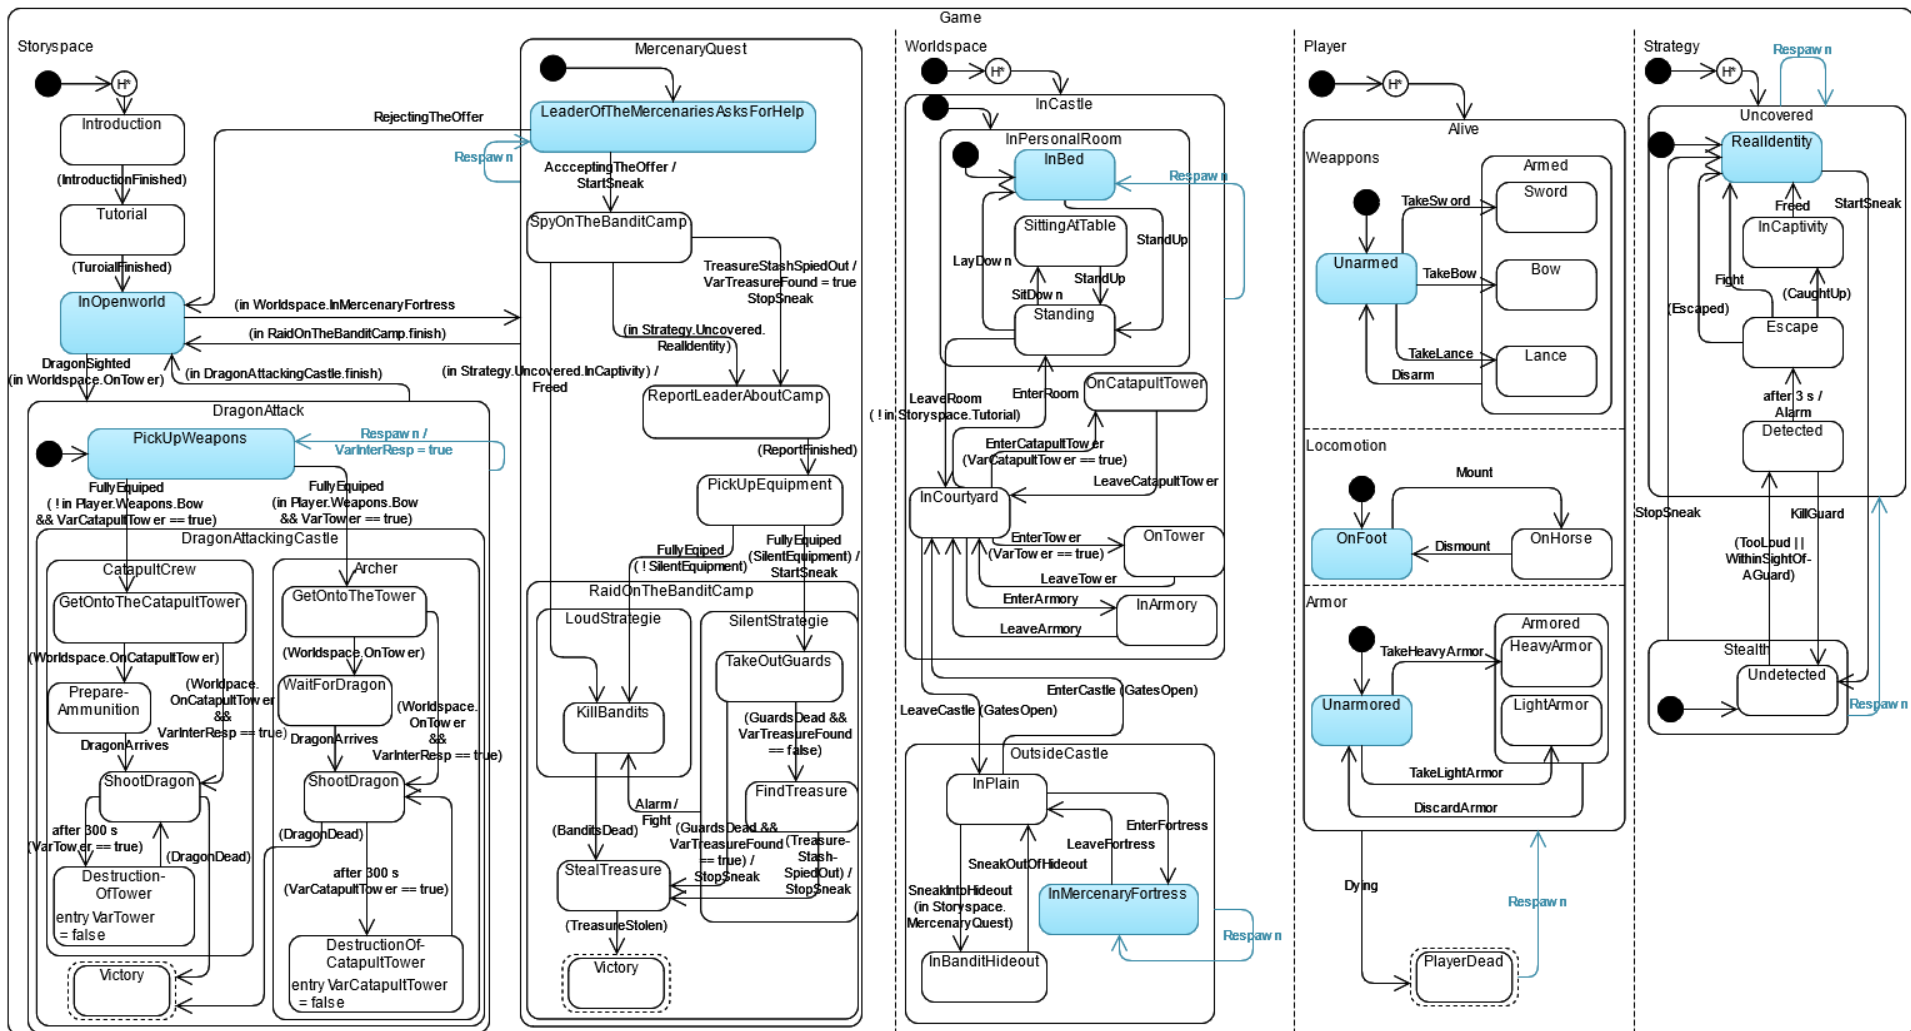 Game
Storyspace
H*
Introduction
(IntroductionFinished)
Tutorial
(TuroialFinished)
InOpenworld
RejectingTheOffer
(in Worldspace.InMercenaryFortress
(in RaidOnTheBanditCamp.finish)
DragonSighted
(in Worldspace.OnTower)
(in DragonAttackingCastle.finish)
DragonAttack
PickUpWeapons
Respawn /
VarInterResp = true
FullyEquiped
( ! in Player.Weapons.Bow
&& VarCatapultTower == true)
FullyEquiped
(in Player.Weapons.Bow
&& VarTower == true)
DragonAttackingCastle
CatapultCrew
GetOntoTheCatapultTower
(Worldspace.OnCatapultTower)
Prepare-
Ammunition
(Worldpace.
OnCatapultTower
&&
VarInterResp == true)
DragonArrives
ShootDragon
after 300 s
(VarTower == true)
(DragonDead)
Destruction-
OfTower
entry VarTower
= false
Victory
Archer
GetOntoTheTower
(Worldspace.OnTower)
WaitForDragon
(Worldspace.
OnTower
&&
VarInterResp == true)
DragonArrives
ShootDragon
(DragonDead)
after 300 s
(VarCatapultTower == true)
DestructionOf-
CatapultTower
entry VarCatapultTower
= false
MercenaryQuest
LeaderOfTheMercenariesAsksForHelp
Respawn
AccceptingTheOffer /
StartSneak
SpyOnTheBanditCamp
TreasureStashSpiedOut /
VarTreasureFound = true
StopSneak
(in Strategy.Uncovered.
RealIdentity)
(in Strategy.Uncovered.InCaptivity) /
Freed
ReportLeaderAboutCamp
(ReportFinished)
PickUpEquipment
FullyEqiped
( ! SilentEquipment)
FullyEquiped
(SilentEquipment) /
StartSneak
RaidOnTheBanditCamp
LoudStrategie
KillBandits
SilentStrategie
TakeOutGuards
(GuardsDead &&
VarTreasureFound
== false)
FindTreasure
Alarm /
Fight
(BanditsDead)
(GuardsDead &&
VarTreasureFound
== true) /
StopSneak
(Treasure-
Stash-
SpiedOut) /
StopSneak
StealTreasure
(TreasureStolen)
Victory
Worldspace
H*
InCastle
InPersonalRoom
InBed
Respawn
SittingAtTable
StandUp
LayDown
StandUp
SitDown
Standing
OnCatapultTower
LeaveRoom
( ! in Storyspace.Tutorial)
EnterRoom
EnterCatapultTower
(VarCatapultTower == true)
LeaveCatapultTower
InCourtyard
EnterTower
(VarTower == true)
OnTower
LeaveTower
EnterArmory
InArmory
LeaveArmory
EnterCastle (GatesOpen)
LeaveCastle (GatesOpen)
OutsideCastle
InPlain
EnterFortress
LeaveFortress
SneakOutOfHideout
SneakIntoHideout
(in Storyspace.
MercenaryQuest)
InMercenaryFortress
Respawn
InBanditHideout
Player
H*
Alive
Weappons
Armed
Sword
TakeSword
Unarmed
TakeBow
Bow
TakeLance
Lance
Disarm
Locomotion
Mount
OnFoot
Dismount
OnHorse
Armor
Armored
TakeHeavyArmor
HeavyArmor
Unarmored
LightArmor
TakeLightArmor
DiscardArmor
Dying
Respawn
PlayerDead
Strategy
H*
Respawn
Uncovered
RealIdentity
Freed
StartSneak
InCaptivity
Fight
(CaughtUp)
(Escaped)
Escape
after 3 s /
Alarm
Detected
StopSneak
KillGuard
(TooLoud ||
WithinSightOf-
AGuard)
Stealth
Undetected
Respawn